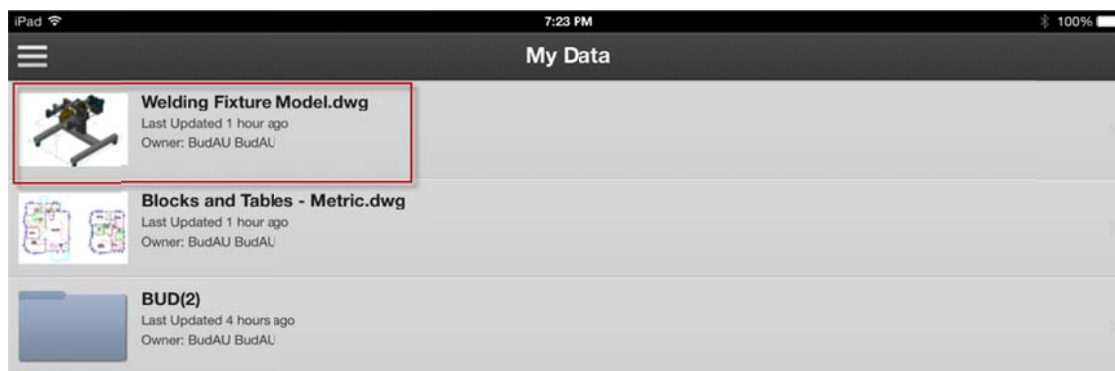 iPad 7:23 PM 100%
My Data
Welding Fixture Model.dwg
Last Updated 1 hour ago
Owner: BudAU BudAU
Blocks and Tables - Metric.dwg
Last Updated 1 hour ago
Owner: BudAU BudAU
BUD(2)
Last Updated 4 hours ago
Owner: BudAU BudAU